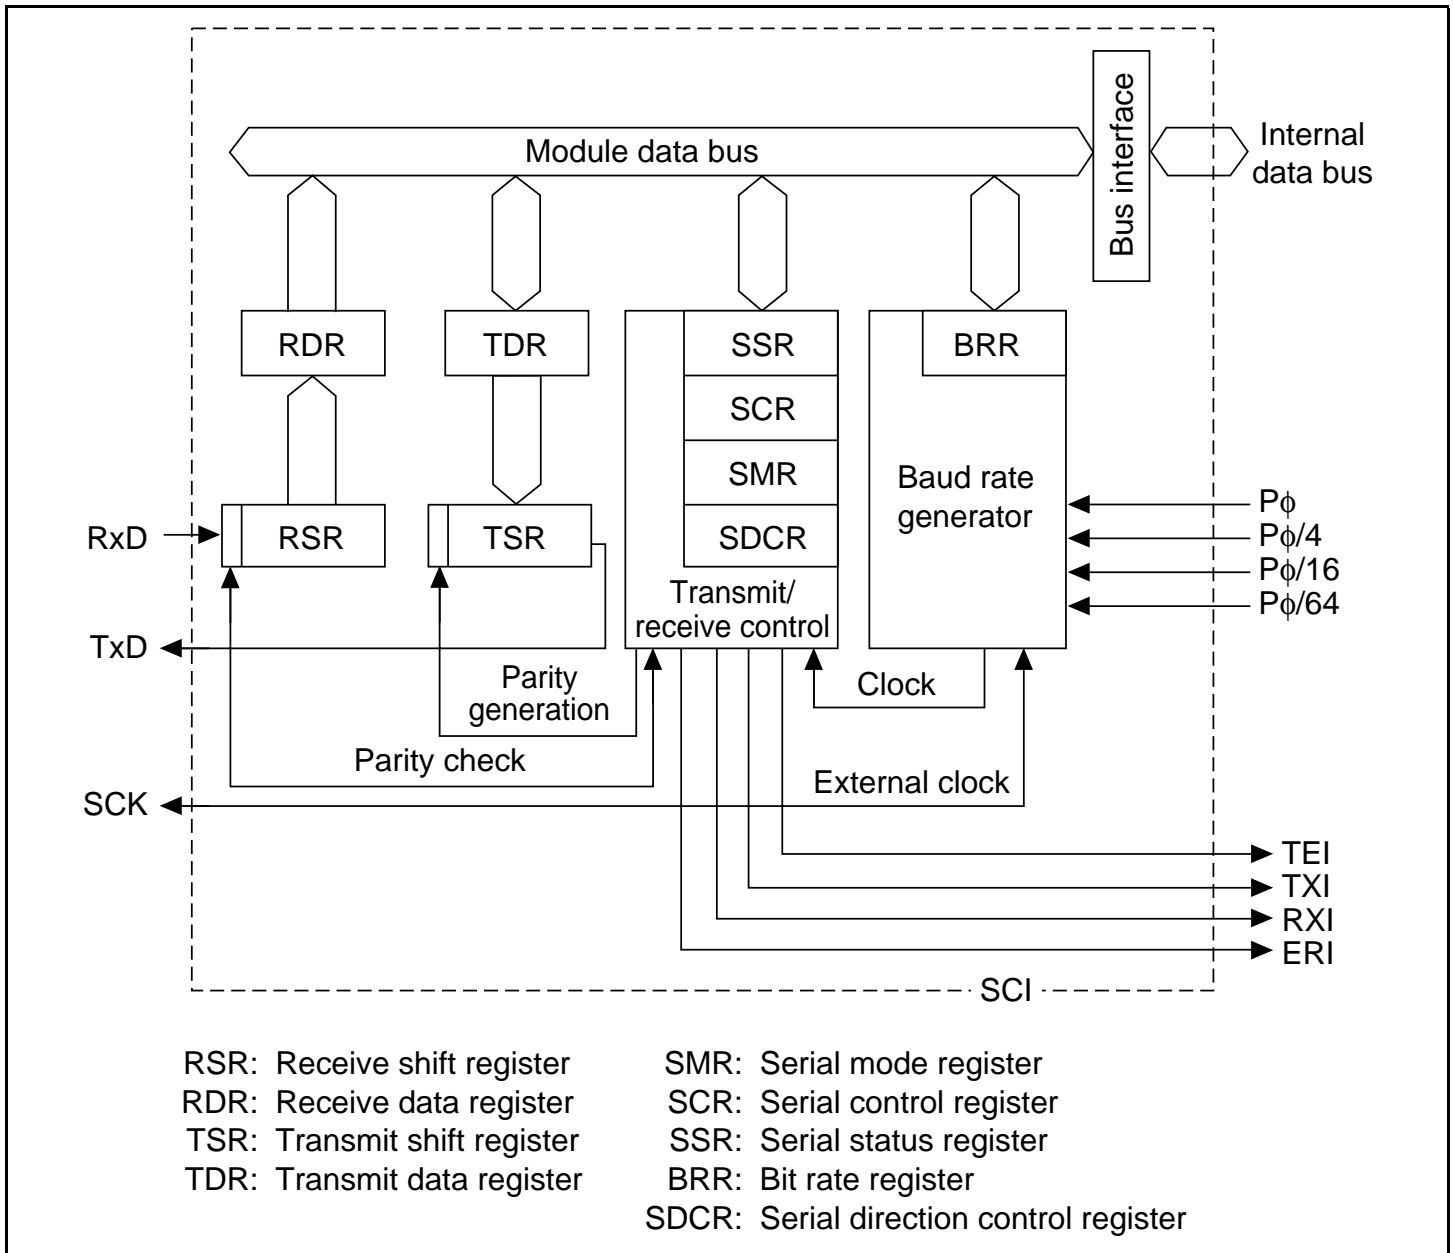 Module data bus
Bus interface
Internal
data bus
RDR
TDR
SSR
BRR
SCR
SMR
Baud rate
generator
RxD
RSR
TSR
SDCR
Pϕ
Pϕ/4
Pϕ/16
Pϕ/64
Transmit/
receive control
TxD
Parity
generation
Clock
Parity check
External clock
SCK
TEI
TXI
RXI
ERI
SCI
RSR: Receive shift register
RDR: Receive data register
TSR: Transmit shift register
TDR: Transmit data register
SMR: Serial mode register
SCR: Serial control register
SSR: Serial status register
BRR: Bit rate register
SDCR: Serial direction control register